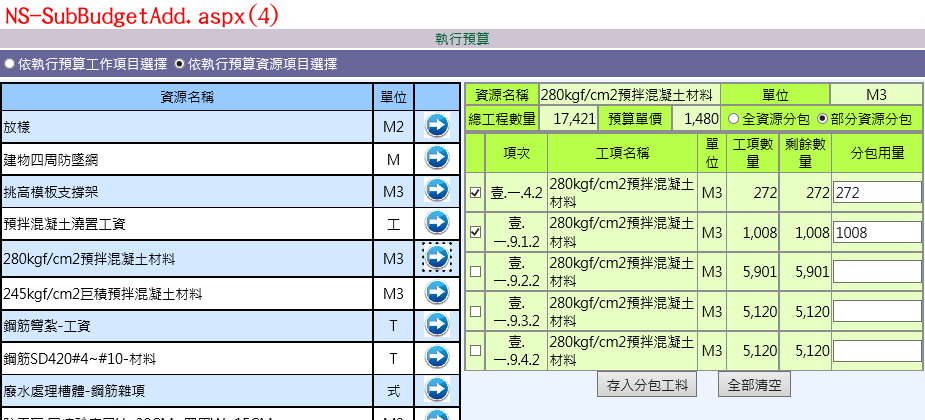 NS-SubBudgetAdd.aspx(4)
執行預算
依執行預算工作項目選擇 依執行預算資源項目選擇
資源名稱 單位
放樣 M2
建物四周防墜網 M
挑高模板支撐架 M3
預拌混凝土澆置工資 工
280kgf/cm2預拌混凝土材料 M3
245kgf/cm2巨積預拌混凝土材料 M3
鋼筋彎紮-工資 T
鋼筋SD420#4~#10-材料 T
廢水處理槽體-鋼筋雜項 式
資源名稱 280kgf/cm2預拌混凝土材料 單位 M3
總工程數量 17,421 預算單價 1,480 全資源分包 部分資源分包
項次 工項名稱 單位 工項數量 剩餘數量 分包用量
壹.一.4.2 280kgf/cm2預拌混凝土材料 M3 272 272 272
壹.一.9.1.2 280kgf/cm2預拌混凝土材料 M3 1,008 1,008 1008
壹.一.9.2.2 280kgf/cm2預拌混凝土材料 M3 5,901 5,901
壹.一.9.3.2 280kgf/cm2預拌混凝土材料 M3 5,120 5,120
壹.一.9.4.2 280kgf/cm2預拌混凝土材料 M3 5,120 5,120
存入分包工料 全部清空